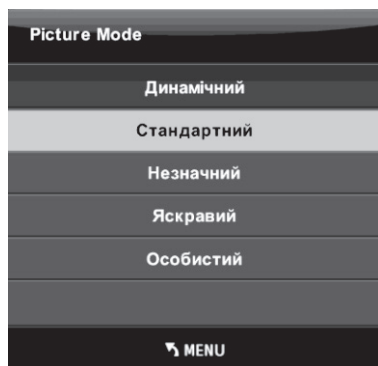 Picture Mode
Динамічний
Стандартний
Незначний
Яскравий
Особистий
MENU